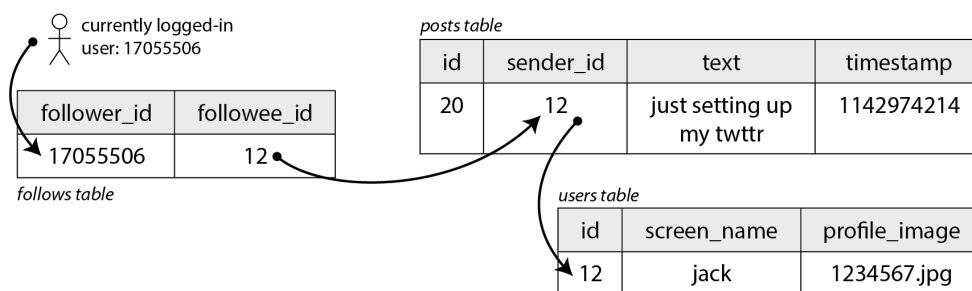 currently logged-in
user: 17055506
follower_id followee_id
17055506 12
follows table
posts table
id sender_id text timestamp
20 12 just setting up 1142974214
my twttr
users table
id screen_name profile_image
12 jack 1234567.jpg